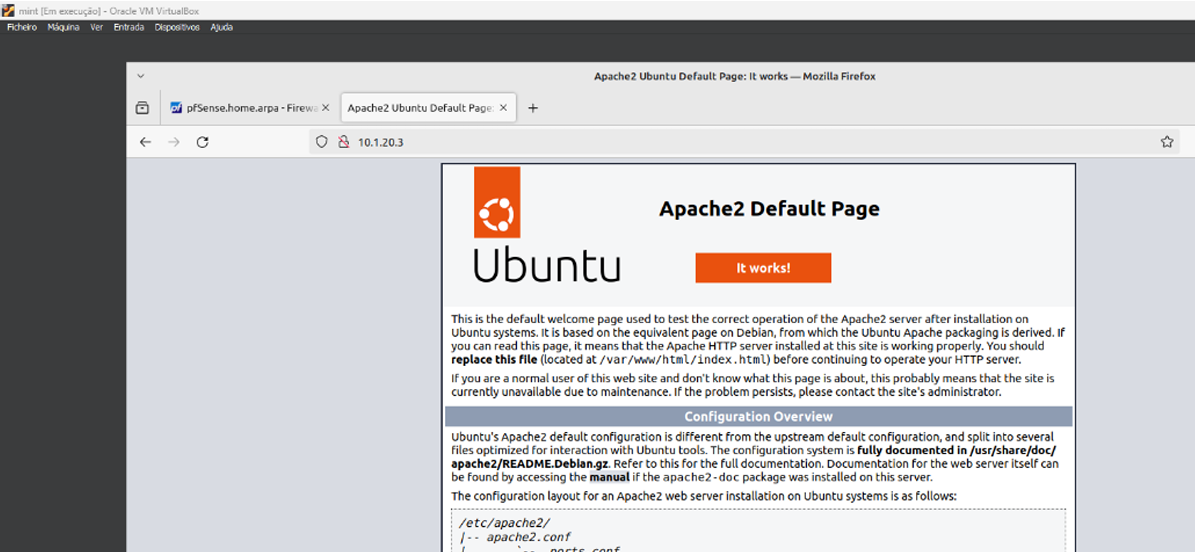 mint [Em execução] - Oracle VM VirtualBox
Ficheiro Máquina Ver Entrada Dispositivos Ajuda
Apache2 Ubuntu Default Page: It works — Mozilla Firefox
pfSense.home.arpa - Firewa
Apache2 Ubuntu Default Page:
10.1.20.3
Apache2 Default Page
Ubuntu
It works!
This is the default welcome page used to test the correct operation of the Apache2 server after installation on
Ubuntu systems. It is based on the equivalent page on Debian, from which the Ubuntu Apache packaging is derived. If
you can read this page, it means that the Apache HTTP server installed at this site is working properly. You should
replace this file (located at /var/www/html/index.html) before continuing to operate your HTTP server.
If you are a normal user of this web site and don't know what this page is about, this probably means that the site is
currently unavailable due to maintenance. If the problem persists, please contact the site's administrator.
Configuration Overview
Ubuntu's Apache2 default configuration is different from the upstream default configuration, and split into several
files optimized for interaction with Ubuntu tools. The configuration system is fully documented in /usr/share/doc/
apache2/README.Debian.gz. Refer to this for the full documentation. Documentation for the web server itself can
be found by accessing the manual if the apache2-doc package was installed on this server.
The configuration layout for an Apache2 web server installation on Ubuntu systems is as follows:
/etc/apache2/
|-- apache2.conf
|       `-- ports.conf